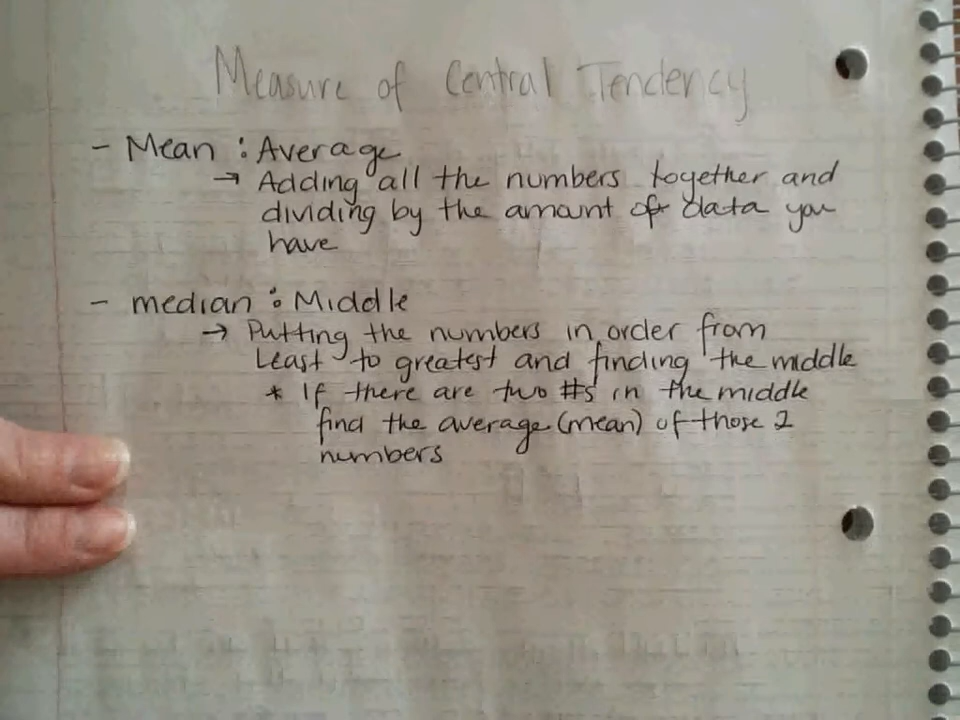 Measure of Central Tendency
- Mean : Average
→ Adding all the numbers together and
dividing by the amount of data you
have
- median : Middle
→ Putting the numbers in order from
Least to greatest and finding the middle
* If there are two #s in the middle
find the average (mean) of those 2
numbers